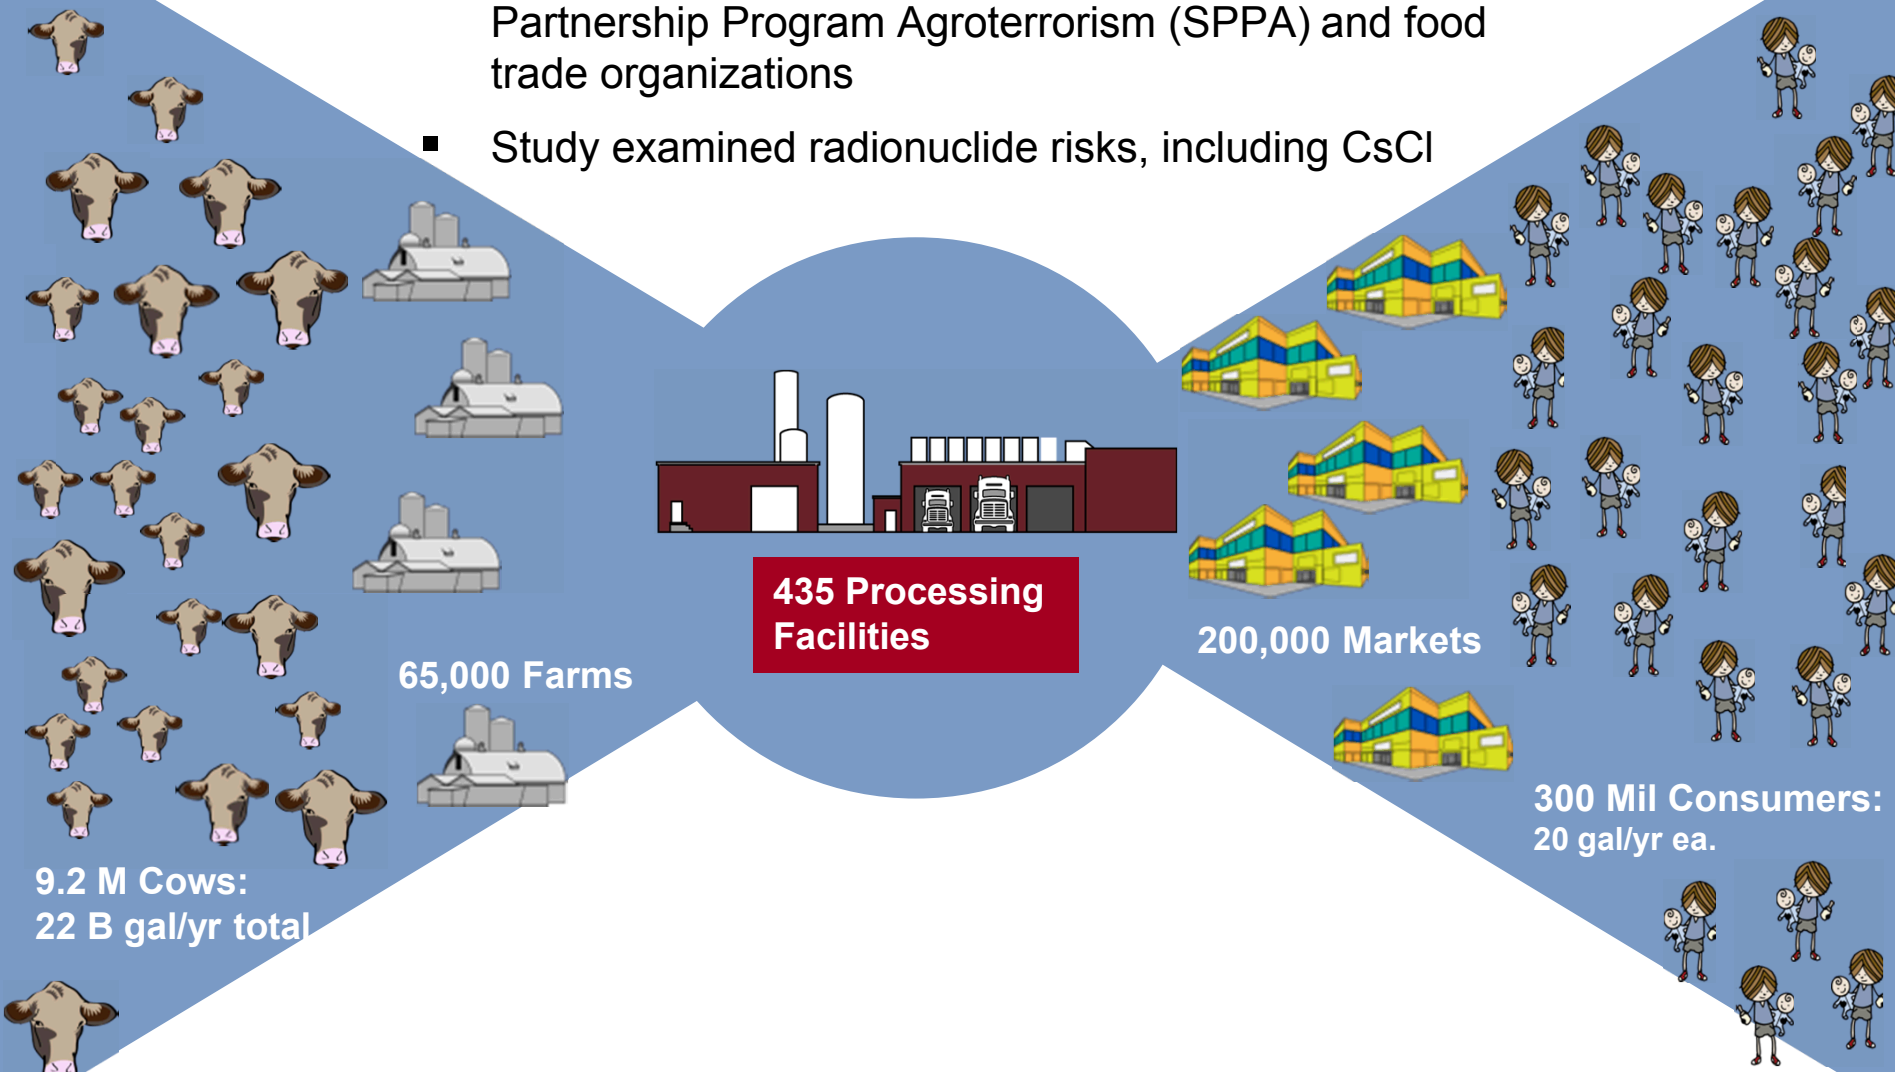 Partnership Program Agroterrorism (SPPA) and food
trade organizations
▪ Study examined radionuclide risks, including CsCl
435 Processing
Facilities
200,000 Markets
65,000 Farms
300 Mil Consumers:
20 gal/yr ea.
9.2 M Cows:
22 B gal/yr total